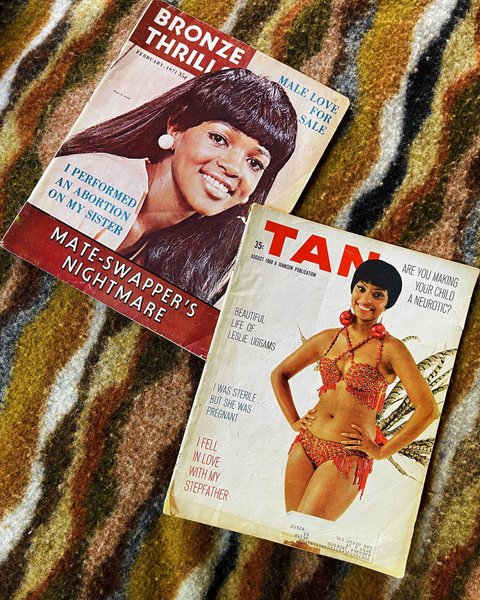 BRONZE
THRILL
FEBRUARY, 1973 35¢
MALE LOVE
FOR
SALE
I PERFORMED
AN ABORTION
ON MY SISTER
MATE-SWAPPER'S
NIGHTMARE
35¢
TAN
AUGUST 1968 A JOHNSON PUBLICATION
ARE YOU MAKING
YOUR CHILD
A NEUROTIC?
BEAUTIFUL
LIFE OF
LESLIE UGGAMS
I WAS STERILE
BUT SHE WAS
PREGNANT
I FELL
IN LOVE
WITH MY
STEPFATHER